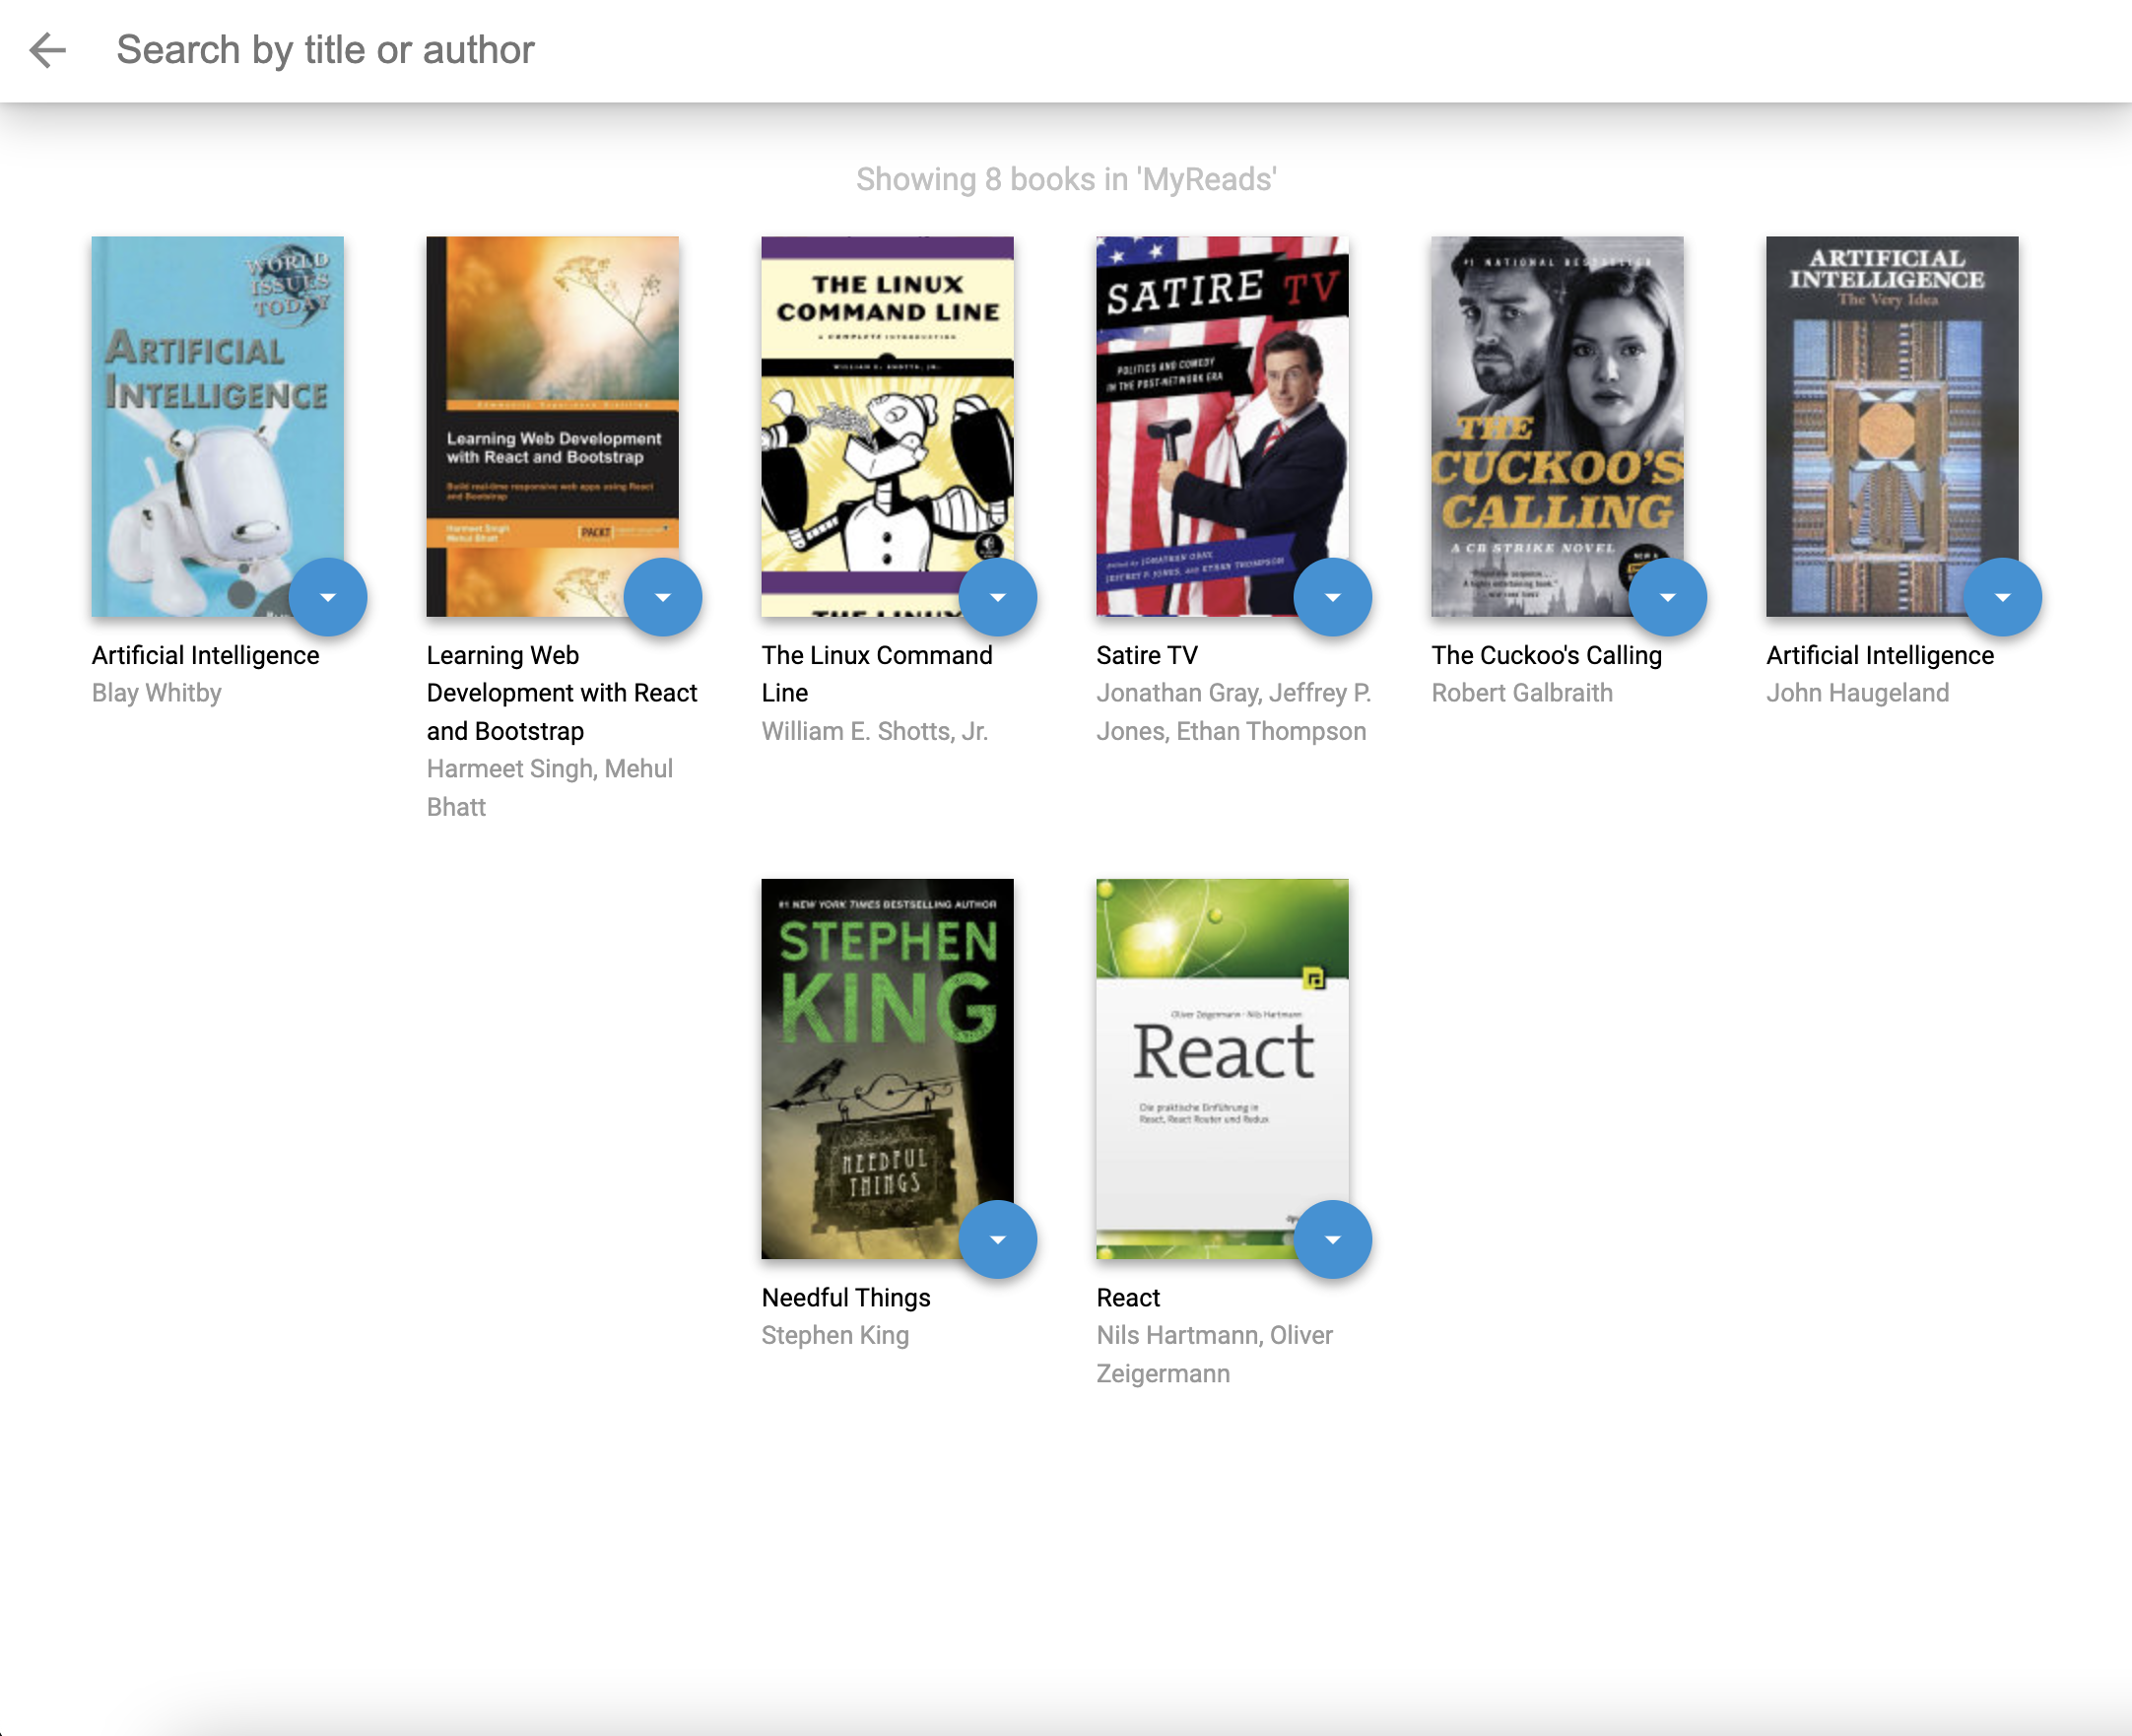 Search by title or author
Showing 8 books in 'MyReads'
WORLD
ISSUES
TODAY
ARTIFICIAL
INTELLIGENCE
Learning Web Development
with React and Bootstrap
Build real-time responsive web apps using React
and Bootstrap
Harmeet Singh
Mehul Bhatt
PACKT
THE LINUX
COMMAND LINE
A COMPLETE INTRODUCTION
WILLIAM E. SHOTTS, JR.
THE LINUX
SATIRE TV
POLITICS AND COMEDY
IN THE POST-NETWORK ERA
Edited by JONATHAN GRAY,
JEFFREY P. JONES, and ETHAN THOMPSON
#1 NATIONAL BESTSELLER
THE
CUCKOO'S
CALLING
A CB STRIKE NOVEL
NOW A
ARTIFICIAL
INTELLIGENCE
The Very Idea
Artificial Intelligence
Blay Whitby
Learning Web
Development with React
and Bootstrap
Harmeet Singh, Mehul
Bhatt
The Linux Command
Line
William E. Shotts, Jr.
Satire TV
Jonathan Gray, Jeffrey P.
Jones, Ethan Thompson
The Cuckoo's Calling
Robert Galbraith
Artificial Intelligence
John Haugeland
#1 NEW YORK TIMES BESTSELLING AUTHOR
STEPHEN
KING
NEEDFUL
THINGS
Oliver Zeigermann · Nils Hartmann
React
Die praktische Einführung in
React, React Router und Redux
Needful Things
Stephen King
React
Nils Hartmann, Oliver
Zeigermann